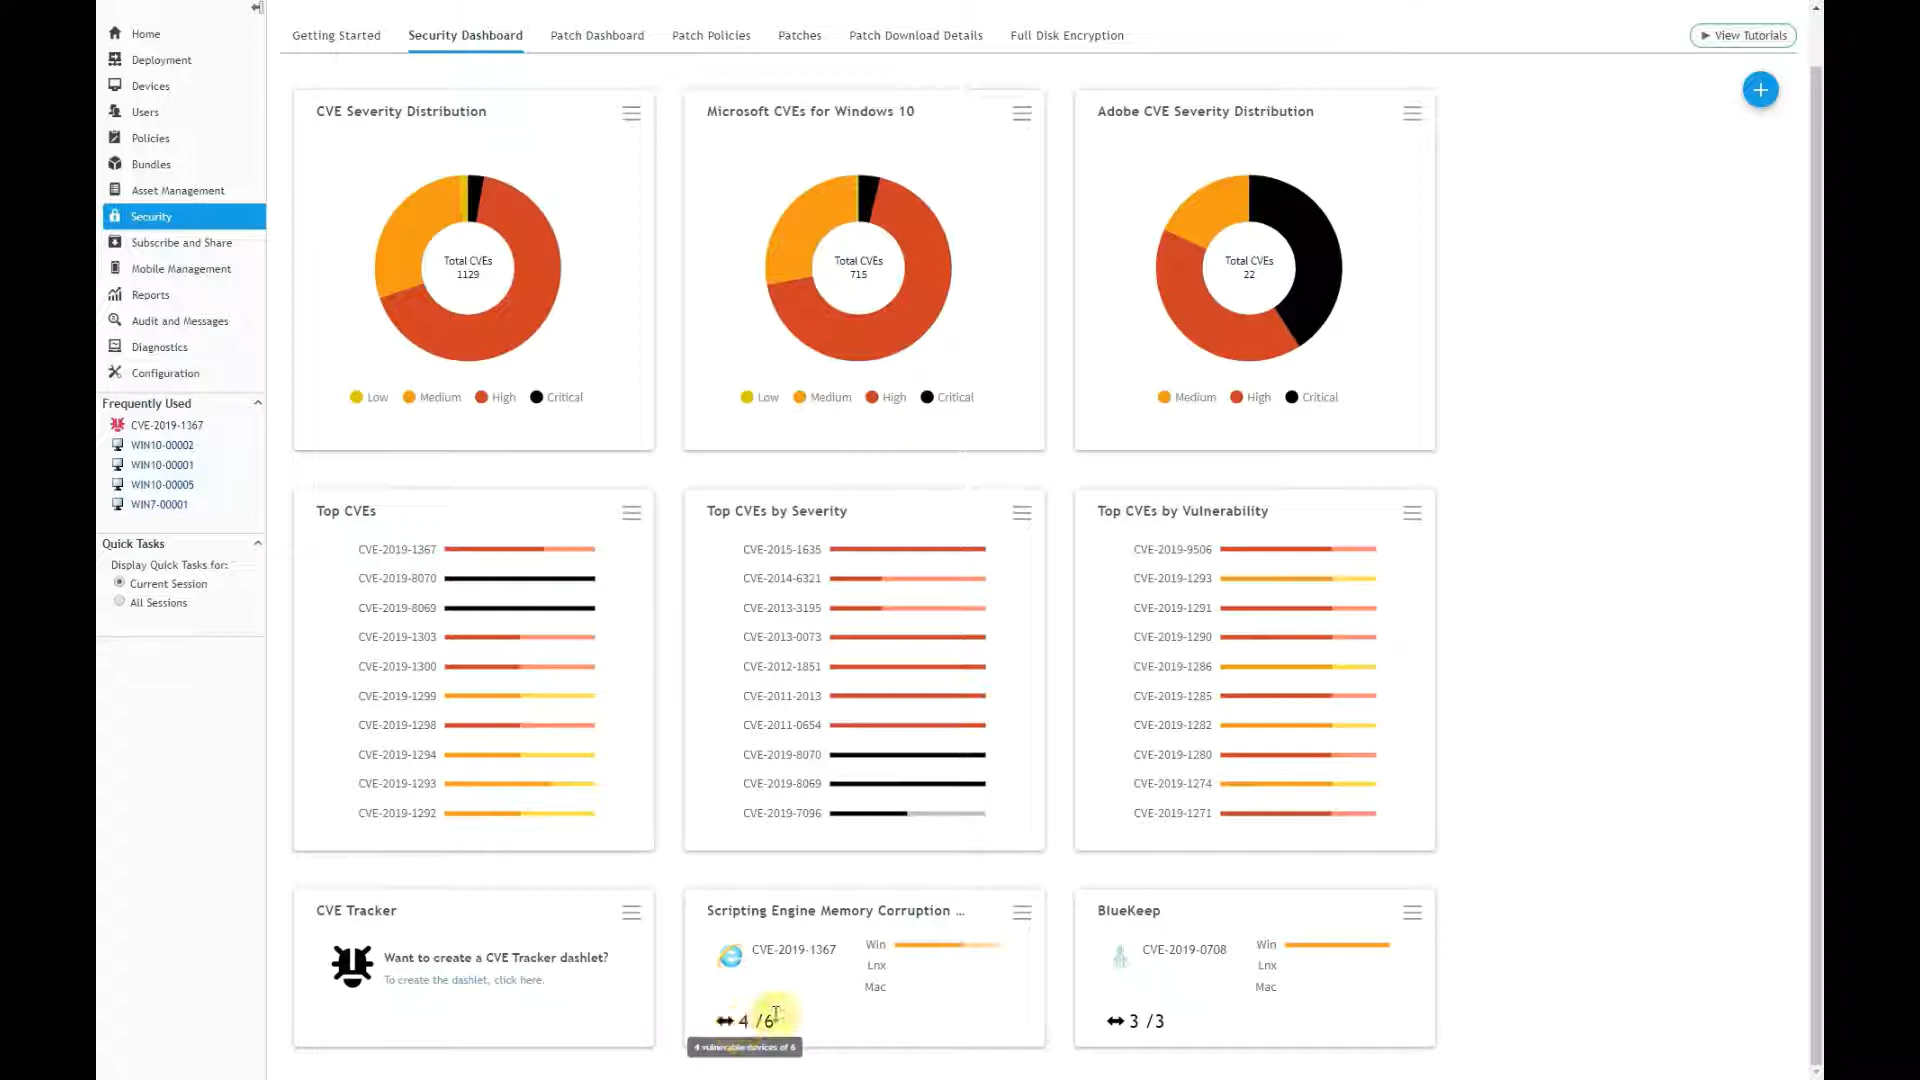 Home
Deployment
Devices
Users
Policies
Bundles
Asset Management
Security
Subscribe and Share
Mobile Management
Reports
Audit and Messages
Diagnostics
Configuration
Frequently Used
CVE-2019-1367
WIN10-00002
WIN10-00001
WIN10-00005
WIN7-00001
Quick Tasks
Display Quick Tasks for:
Current Session
All Sessions
Getting Started Security Dashboard Patch Dashboard Patch Policies Patches Patch Download Details Full Disk Encryption View Tutorials
CVE Severity Distribution
Total CVEs
1129
Low Medium High Critical
Microsoft CVEs for Windows 10
Total CVEs
715
Low Medium High Critical
Adobe CVE Severity Distribution
Total CVEs
22
Medium High Critical
Top CVEs
CVE-2019-1367
CVE-2019-8070
CVE-2019-8069
CVE-2019-1303
CVE-2019-1300
CVE-2019-1299
CVE-2019-1298
CVE-2019-1294
CVE-2019-1293
CVE-2019-1292
Top CVEs by Severity
CVE-2015-1635
CVE-2014-6321
CVE-2013-3195
CVE-2013-0073
CVE-2012-1851
CVE-2011-2013
CVE-2011-0654
CVE-2019-8070
CVE-2019-8069
CVE-2019-7096
Top CVEs by Vulnerability
CVE-2019-9506
CVE-2019-1293
CVE-2019-1291
CVE-2019-1290
CVE-2019-1286
CVE-2019-1285
CVE-2019-1282
CVE-2019-1280
CVE-2019-1274
CVE-2019-1271
CVE Tracker
Want to create a CVE Tracker dashlet?
To create the dashlet, click here.
Scripting Engine Memory Corruption ...
CVE-2019-1367 Win
Lnx
Mac
4 /6
4 vulnerable devices of 6
BlueKeep
CVE-2019-0708 Win
Lnx
Mac
3 /3